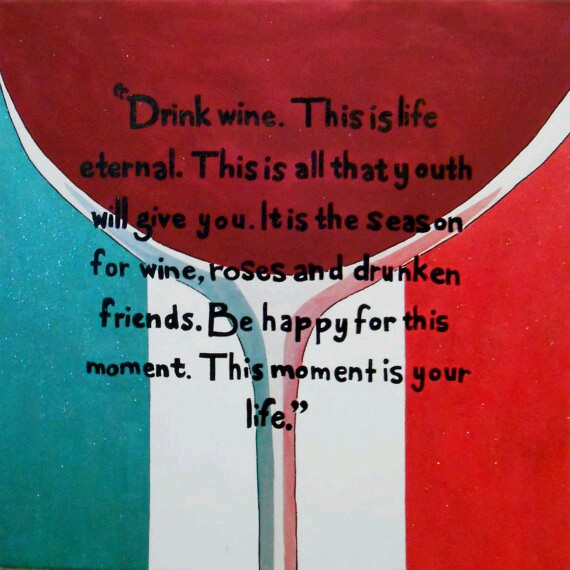 "Drink wine. This is life
eternal. This is all that youth
will give you. It is the season
for wine, roses and drunken
friends. Be happy for this
moment. This moment is your
life."